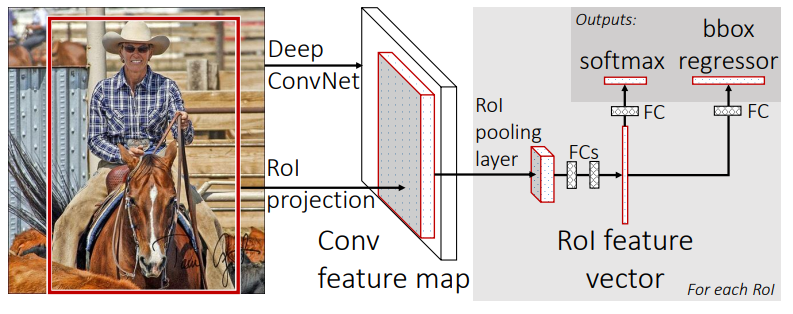 Deep
ConvNet
RoI
projection
Conv
feature map
RoI
pooling
layer
FCs
RoI feature
vector
Outputs:
softmax
bbox
regressor
FC
FC
For each RoI